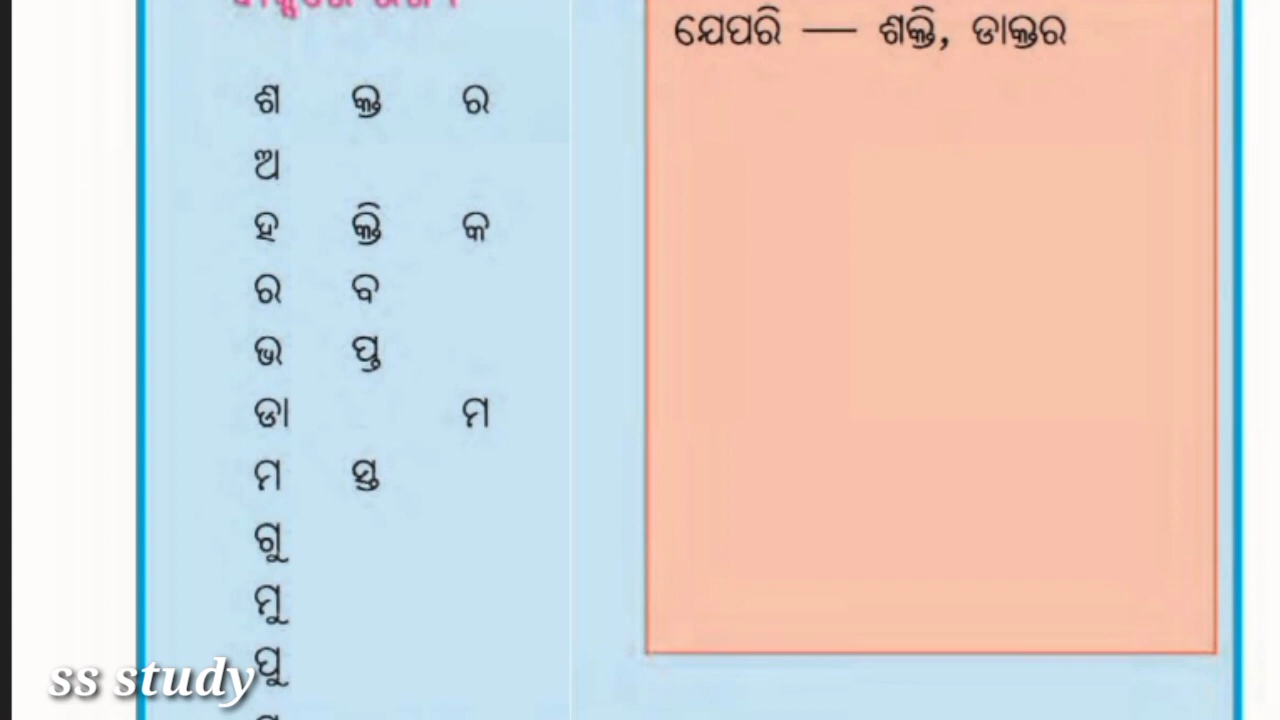 ଯେପରି — ଶକ୍ତି, ଡାକ୍ତର
ଶ କ୍ତ ର
ଅ
ହ କ୍ତି କ
ର ବ
ଭ ପ୍ତ
ଡା ମ
ମ ସ୍ତ
ଗୁ
ମୁ
ପୁ
ss study